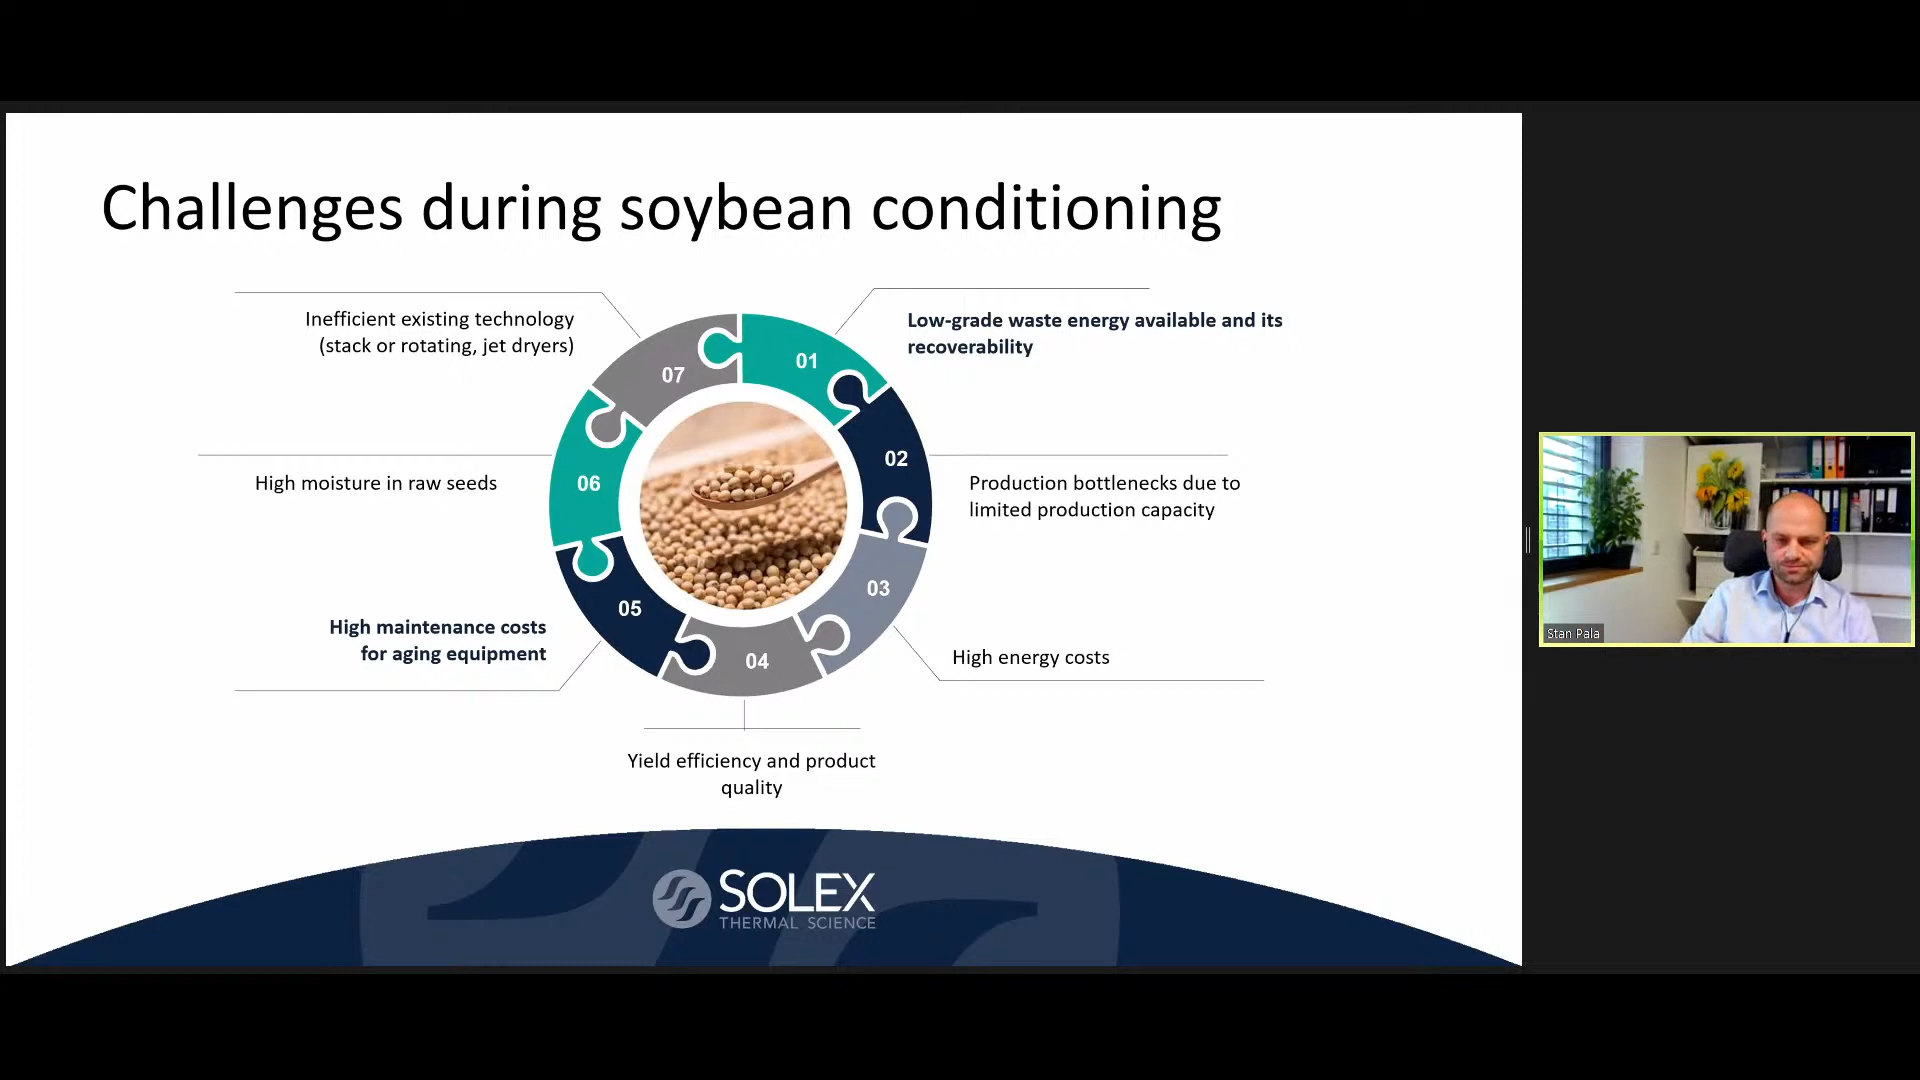 Challenges during soybean conditioning
Inefficient existing technology
(stack or rotating, jet dryers)
Low-grade waste energy available and its
recoverability
07
01
High moisture in raw seeds
06
02
Production bottlenecks due to
limited production capacity
High maintenance costs
for aging equipment
05
03
04
High energy costs
Yield efficiency and product
quality
SOLEX
THERMAL SCIENCE
Stan Pala